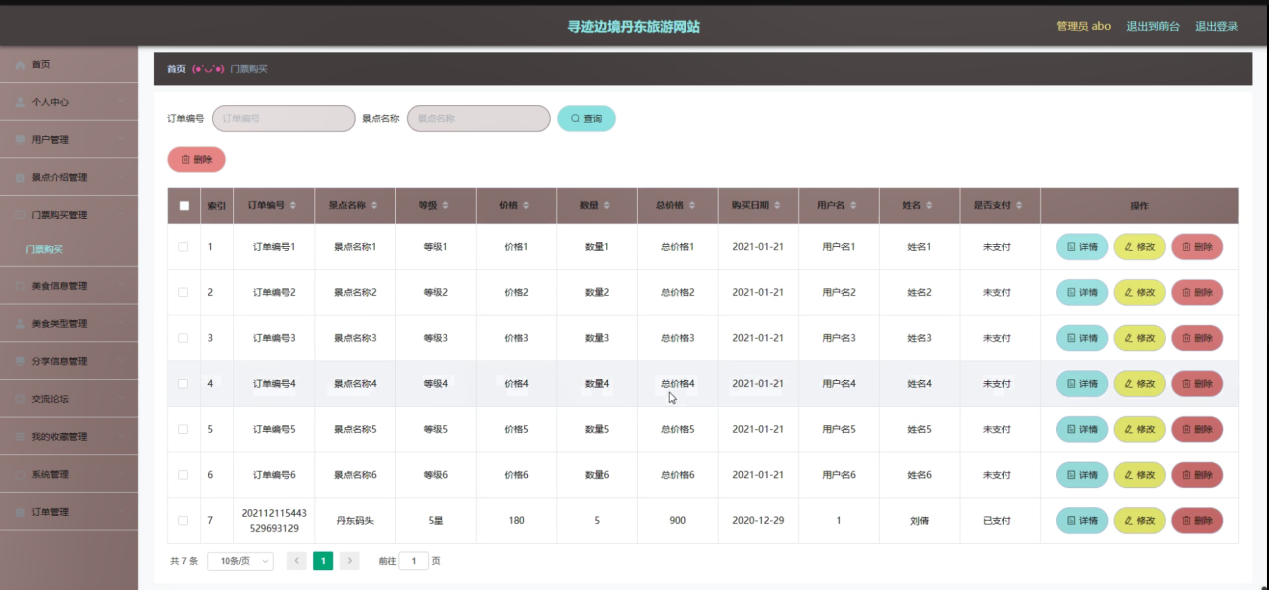 寻迹边境丹东旅游网站
管理员 abo 退出到前台 退出登录
首页
个人中心
用户管理
景点介绍管理
门票购买管理
门票购买
美食信息管理
美食类型管理
分享信息管理
交流论坛
我的收藏管理
系统管理
订单管理
首页 (●'◡'●) 门票购买
订单编号 订单编号 景点名称 景点名称 查询
删除
索引 订单编号 景点名称 等级 价格 数量 总价格 购买日期 用户名 姓名 是否支付 操作
1 订单编号1 景点名称1 等级1 价格1 数量1 总价格1 2021-01-21 用户名1 姓名1 未支付 详情 修改 删除
2 订单编号2 景点名称2 等级2 价格2 数量2 总价格2 2021-01-21 用户名2 姓名2 未支付 详情 修改 删除
3 订单编号3 景点名称3 等级3 价格3 数量3 总价格3 2021-01-21 用户名3 姓名3 未支付 详情 修改 删除
4 订单编号4 景点名称4 等级4 价格4 数量4 总价格4 2021-01-21 用户名4 姓名4 未支付 详情 修改 删除
5 订单编号5 景点名称5 等级5 价格5 数量5 总价格5 2021-01-21 用户名5 姓名5 未支付 详情 修改 删除
6 订单编号6 景点名称6 等级6 价格6 数量6 总价格6 2021-01-21 用户名6 姓名6 未支付 详情 修改 删除
7 202112115443529693129 丹东码头 5星 180 5 900 2020-12-29 1 刘倩 已支付 详情 修改 删除
共 7 条 10条/页 1 前往 1 页